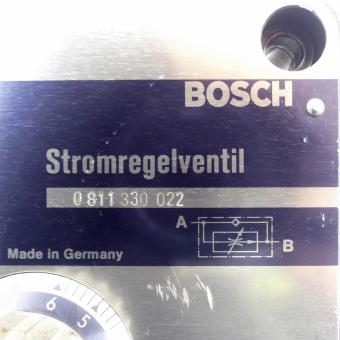 BOSCH
Stromregelventil
0 811 330 022
A
B
Made in Germany
6 5